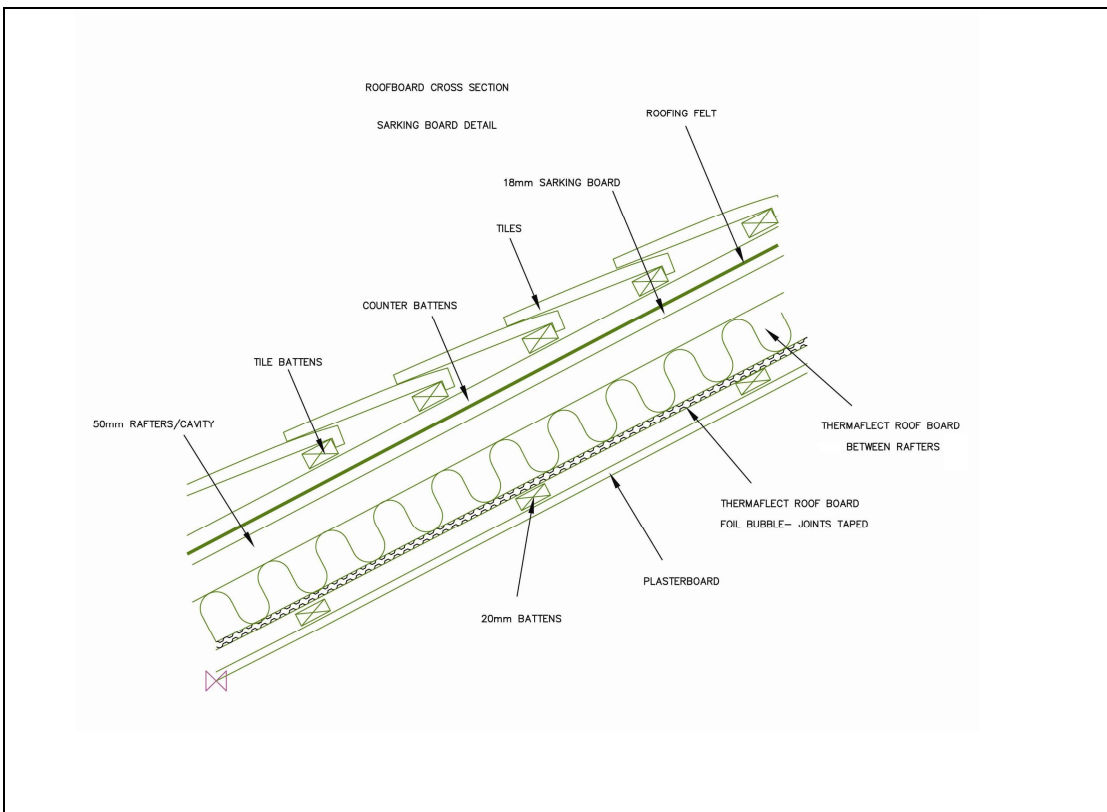 ROOFBOARD CROSS SECTION
SARKING BOARD DETAIL
ROOFING FELT
18mm SARKING BOARD
TILES
COUNTER BATTENS
TILE BATTENS
50mm RAFTERS/CAVITY
THERMAFLECT ROOF BOARD
BETWEEN RAFTERS
THERMAFLECT ROOF BOARD
FOIL BUBBLE- JOINTS TAPED
PLASTERBOARD
20mm BATTENS